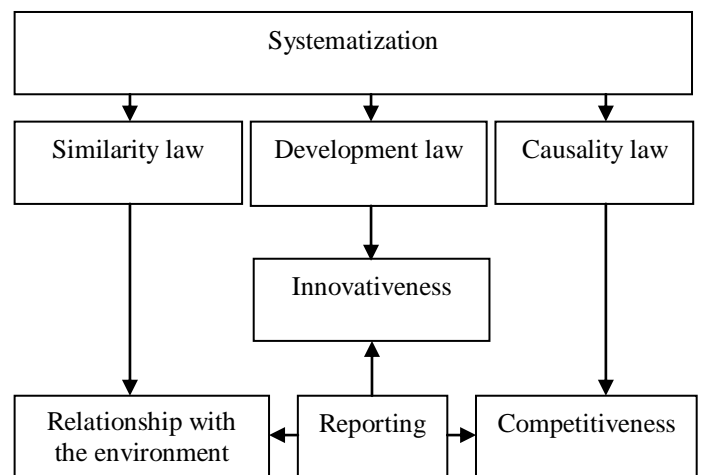 Systematization
Similarity law
Development law
Causality law
Innovativeness
Relationship with
the environment
Reporting
Competitiveness